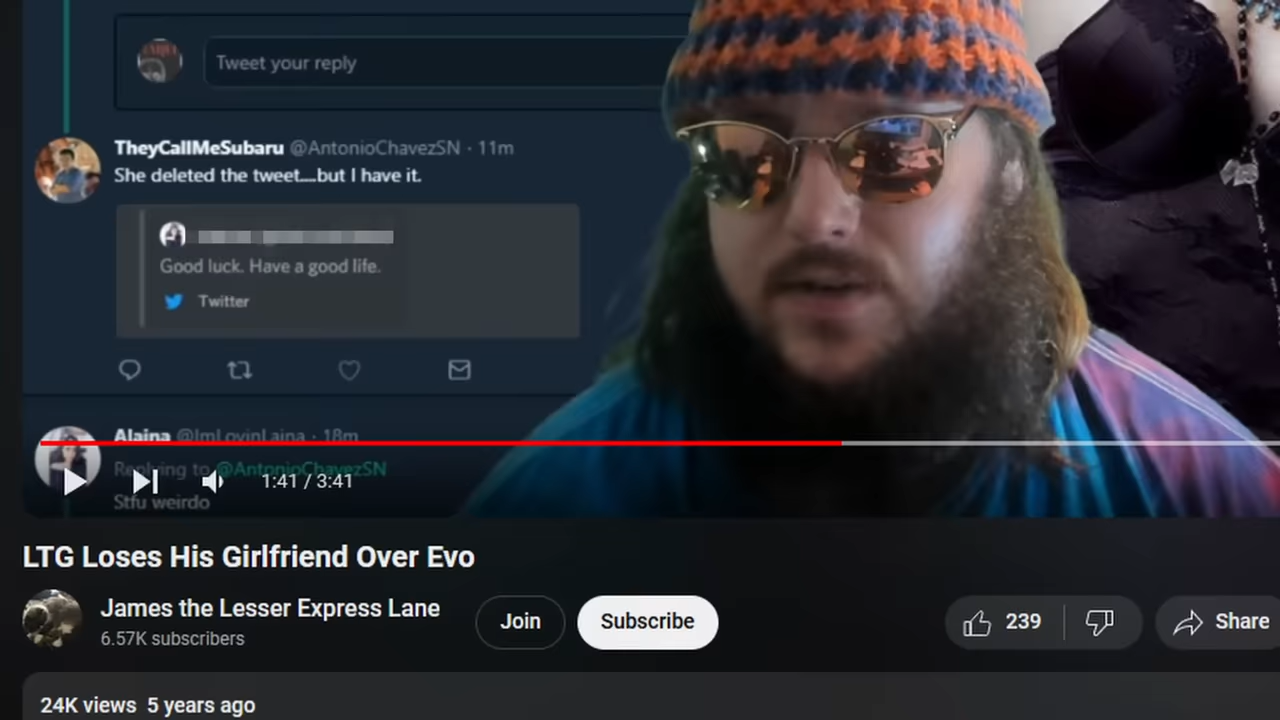 Tweet your reply
TheyCallMeSubaru @AntonioChavezSN · 11m
She deleted the tweet....but I have it.
Good luck. Have a good life.
Twitter
Alaina @ImLovinLaina · 18m
Replying to @AntonioChavezSN
Stfu weirdo
1:41 / 3:41
LTG Loses His Girlfriend Over Evo
James the Lesser Express Lane
6.57K subscribers
Join
Subscribe
239
Share
24K views 5 years ago